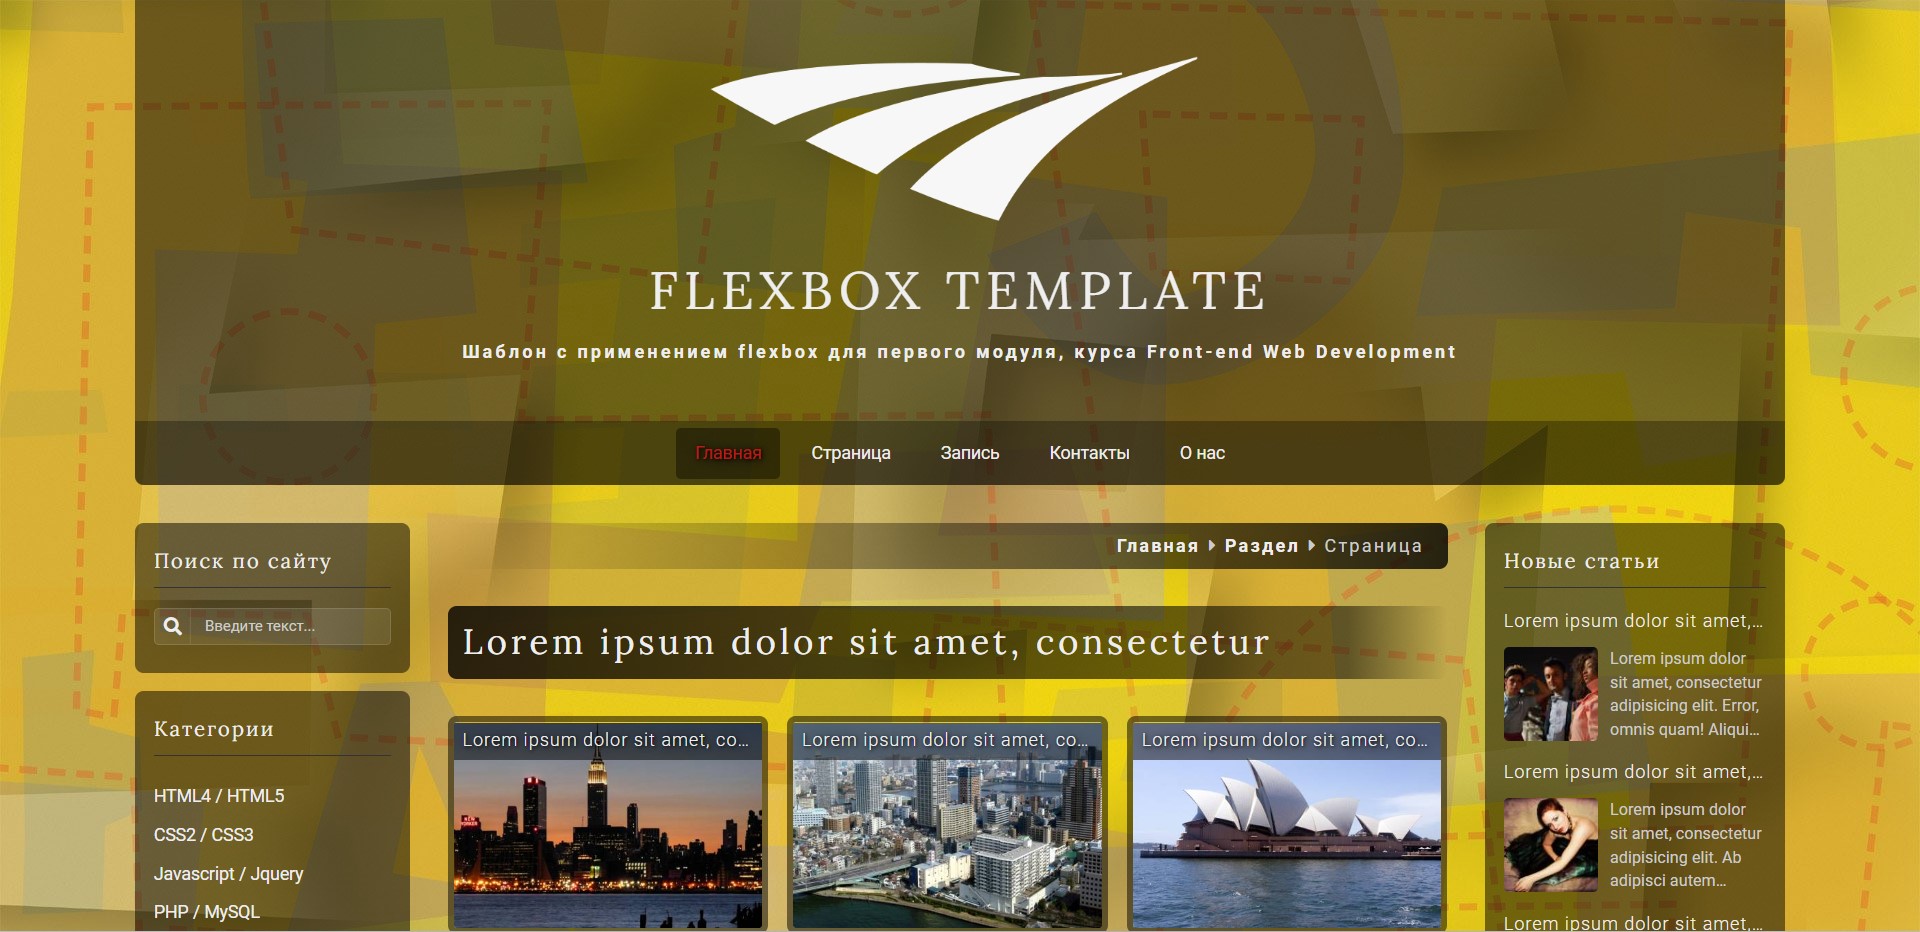 FLEXBOX TEMPLATE
Шаблон с применением flexbox для первого модуля, курса Front-end Web Development
Главная Страница Запись Контакты О нас
Поиск по сайту
Введите текст...
Категории
HTML4 / HTML5
CSS2 / CSS3
Javascript / Jquery
PHP / MySQL
Главная Раздел Страница
Lorem ipsum dolor sit amet, consectetur
Lorem ipsum dolor sit amet, co...
Lorem ipsum dolor sit amet, co...
Lorem ipsum dolor sit amet, co...
Новые статьи
Lorem ipsum dolor sit amet,...
Lorem ipsum dolor
sit amet, consectetur
adipisicing elit. Error,
omnis quam! Aliqui...
Lorem ipsum dolor sit amet,...
Lorem ipsum dolor
sit amet, consectetur
adipisicing elit. Ab
adipisci autem...
Lorem ipsum dolor sit amet,...